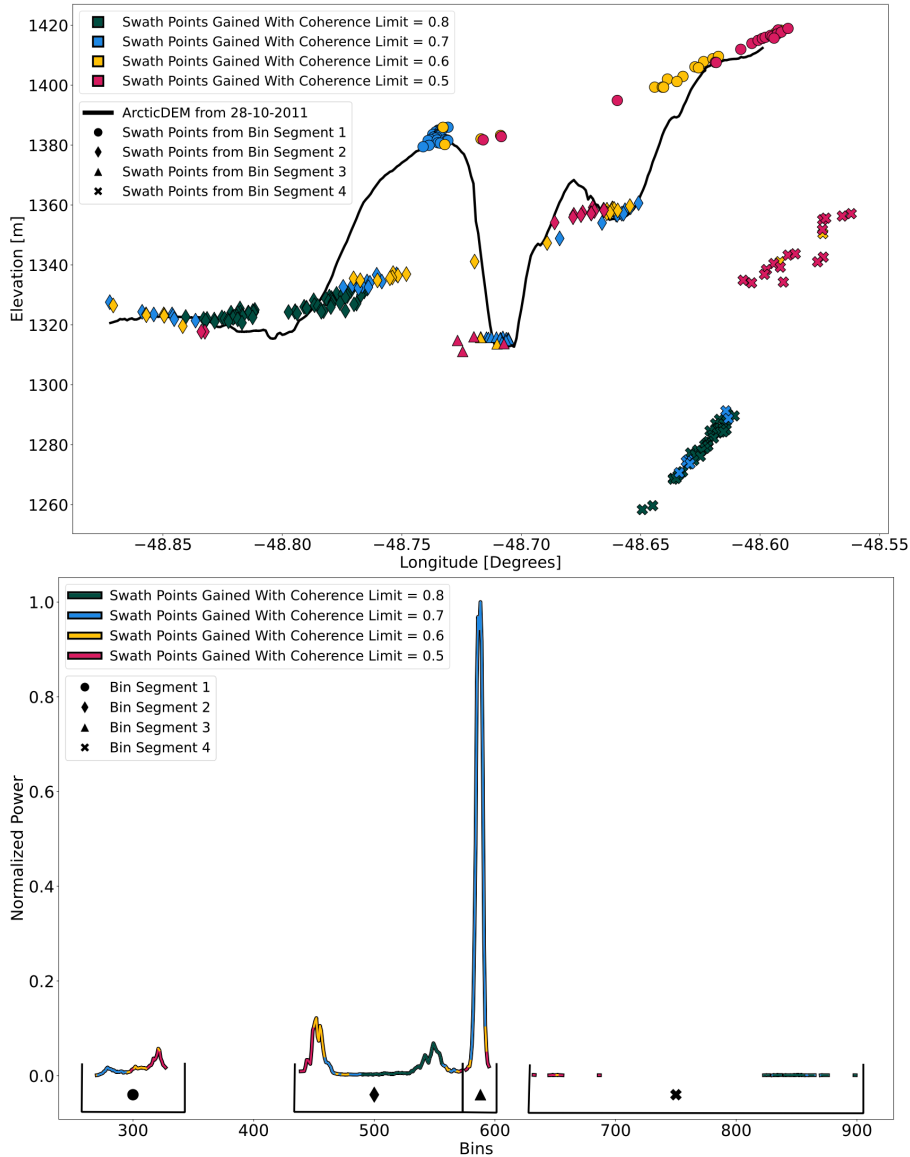 Swath Points Gained With Coherence Limit = 0.8
Swath Points Gained With Coherence Limit = 0.7
Swath Points Gained With Coherence Limit = 0.6
Swath Points Gained With Coherence Limit = 0.5
ArcticDEM from 28-10-2011
Swath Points from Bin Segment 1
Swath Points from Bin Segment 2
Swath Points from Bin Segment 3
Swath Points from Bin Segment 4
1420
1400
1380
1360
1340
1320
1300
1280
1260
Elevation [m]
−48.85 −48.80 −48.75 −48.70 −48.65 −48.60 −48.55
Longitude [Degrees]
Swath Points Gained With Coherence Limit = 0.8
Swath Points Gained With Coherence Limit = 0.7
Swath Points Gained With Coherence Limit = 0.6
Swath Points Gained With Coherence Limit = 0.5
Bin Segment 1
Bin Segment 2
Bin Segment 3
Bin Segment 4
1.0
0.8
0.6
0.4
0.2
0.0
Normalized Power
300 400 500 600 700 800 900
Bins